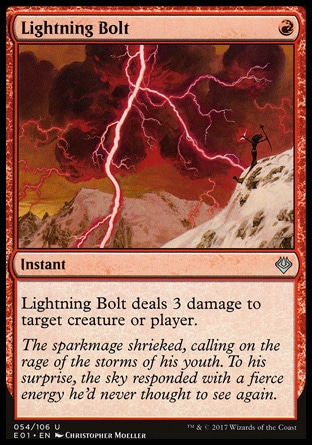 Lightning Bolt
Instant
Lightning Bolt deals 3 damage to
target creature or player.
The sparkmage shrieked, calling on the
rage of the storms of his youth. To his
surprise, the sky responded with a fierce
energy he'd never thought to see again.
054/106 U
E01 • EN Christopher Moeller
™ & © 2017 Wizards of the Coast